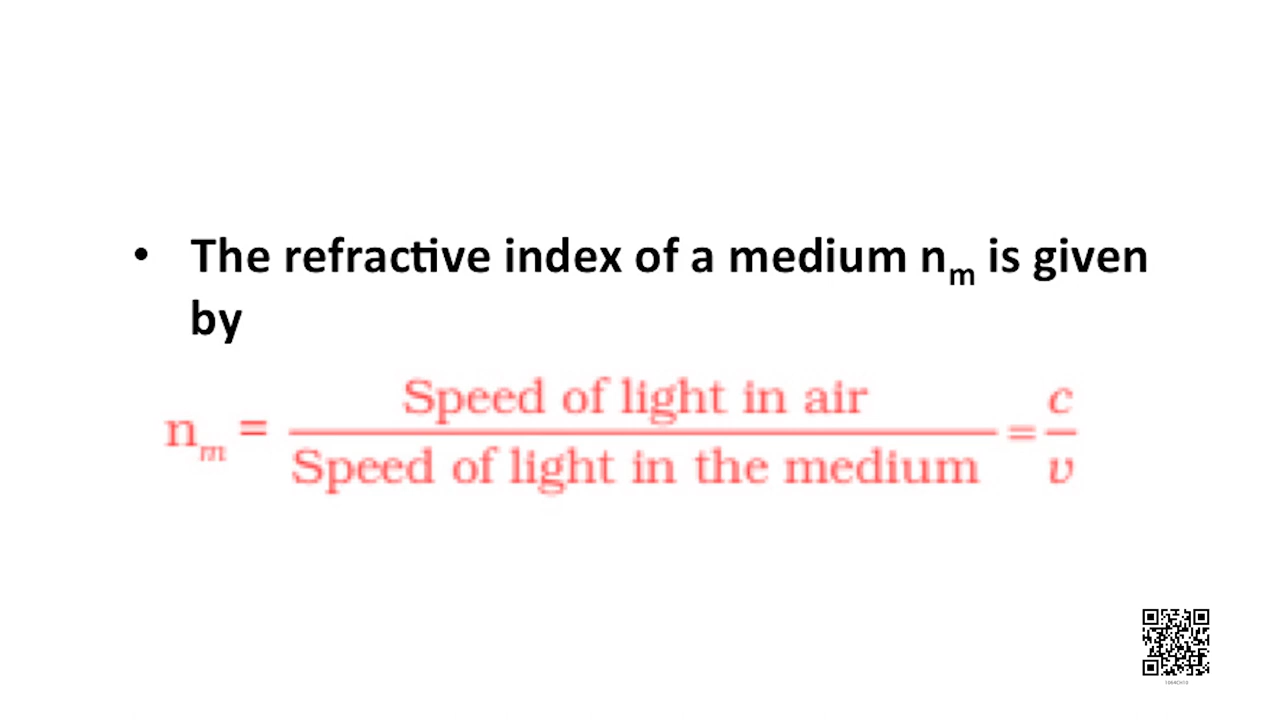 • The refractive index of a medium nₘ is given
by
nₘ = Speed of light in air / Speed of light in the medium = c / v